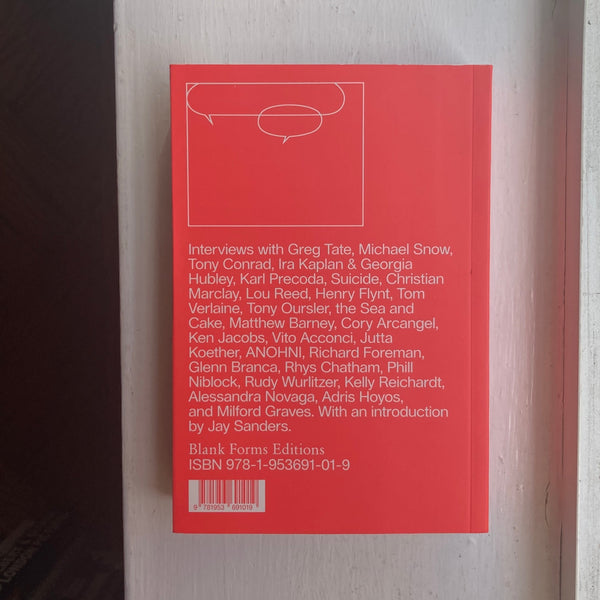 Interviews with Greg Tate, Michael Snow,
Tony Conrad, Ira Kaplan & Georgia
Hubley, Karl Precoda, Suicide, Christian
Marclay, Lou Reed, Henry Flynt, Tom
Verlaine, Tony Oursler, the Sea and
Cake, Matthew Barney, Cory Arcangel,
Ken Jacobs, Vito Acconci, Jutta
Koether, ANOHNI, Richard Foreman,
Glenn Branca, Rhys Chatham, Phill
Niblock, Rudy Wurlitzer, Kelly Reichardt,
Alessandra Novaga, Adris Hoyos,
and Milford Graves. With an introduction
by Jay Sanders.
Blank Forms Editions
ISBN 978-1-953691-01-9
9 781953 691019